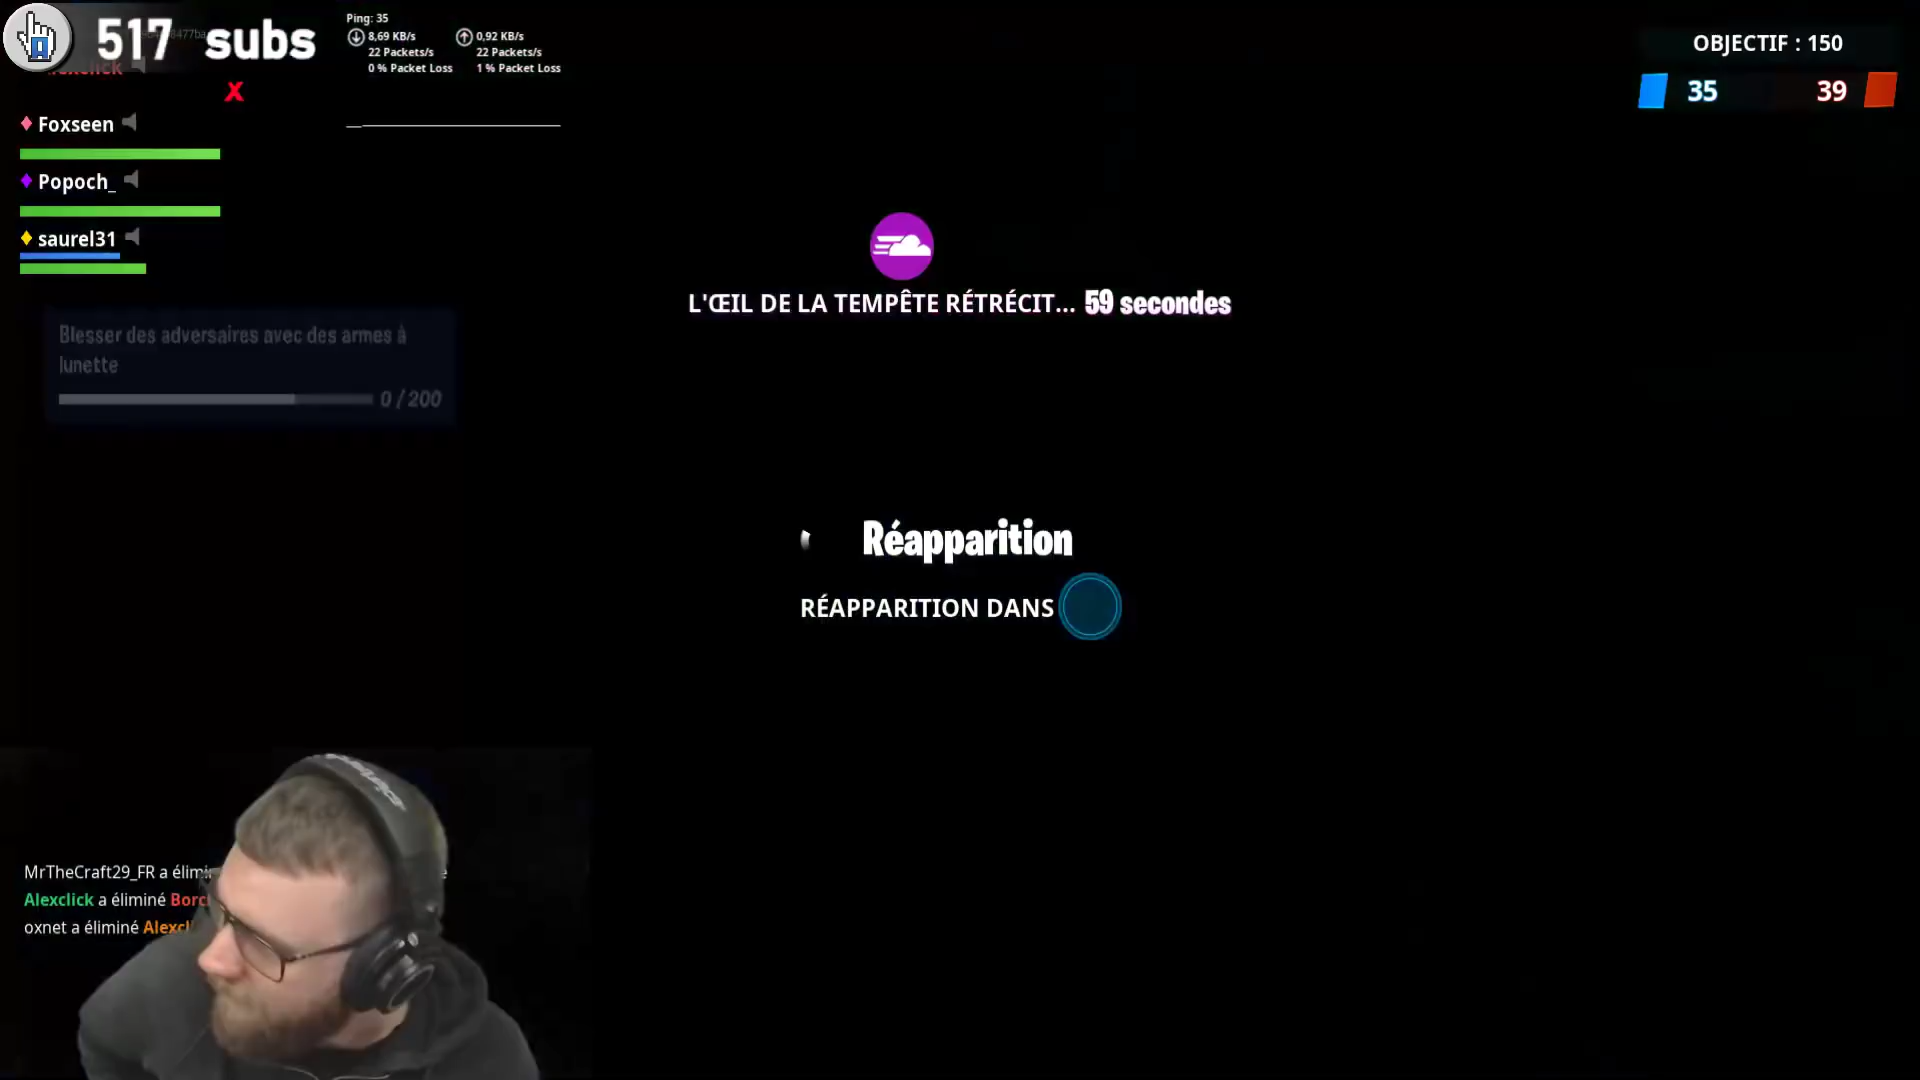 517 subs
Ping: 35
8,69 KB/s 0,92 KB/s
22 Packets/s 22 Packets/s
0 % Packet Loss 1 % Packet Loss
OBJECTIF : 150
35 39
Alexclick
X
Foxseen
Popoch_
saurel31
L'ŒIL DE LA TEMPÊTE RÉTRÉCIT... 59 secondes
Blesser des adversaires avec des armes à
lunette
0 / 200
Réapparition
RÉAPPARITION DANS
MrTheCraft29_FR a
Alexclick a éliminé
oxnet a éliminé